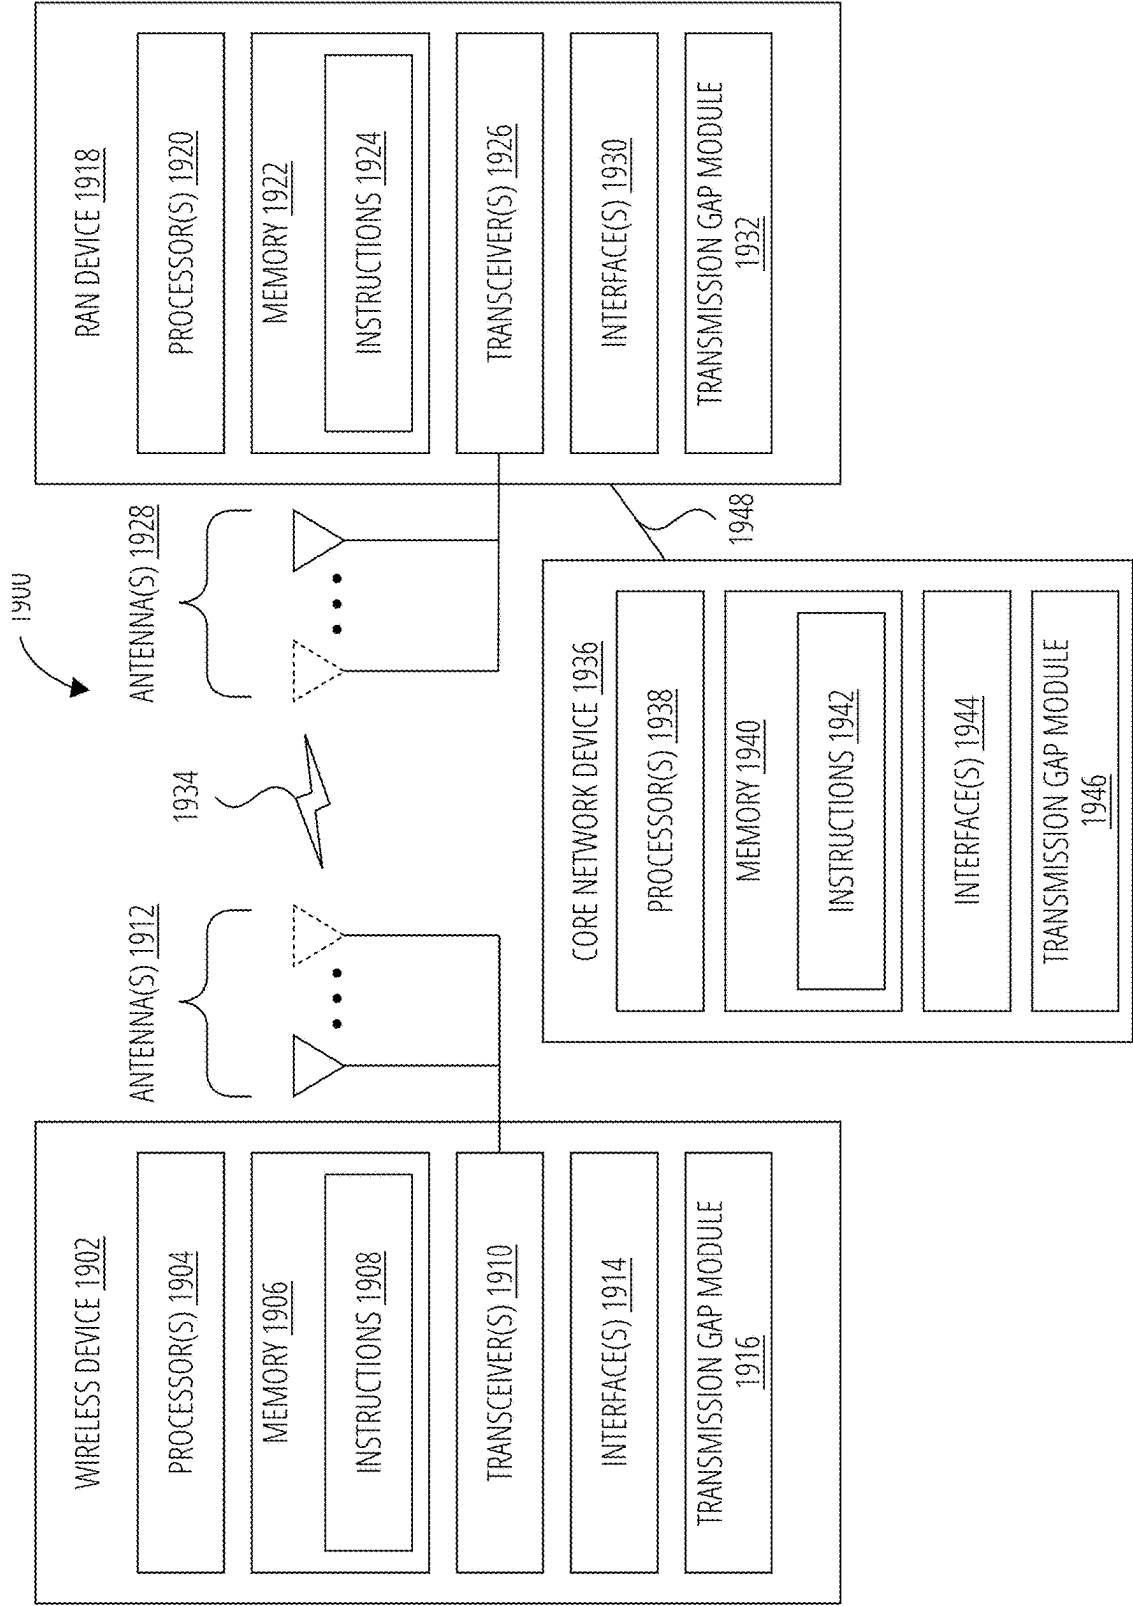 1900
WIRELESS DEVICE 1902
PROCESSOR(S) 1904
MEMORY 1906
INSTRUCTIONS 1908
TRANSCEIVER(S) 1910
INTERFACE(S) 1914
TRANSMISSION GAP MODULE
1916
ANTENNA(S) 1912
1934
ANTENNA(S) 1928
RAN DEVICE 1918
PROCESSOR(S) 1920
MEMORY 1922
INSTRUCTIONS 1924
TRANSCEIVER(S) 1926
INTERFACE(S) 1930
TRANSMISSION GAP MODULE
1932
1948
CORE NETWORK DEVICE 1936
PROCESSOR(S) 1938
MEMORY 1940
INSTRUCTIONS 1942
INTERFACE(S) 1944
TRANSMISSION GAP MODULE
1946